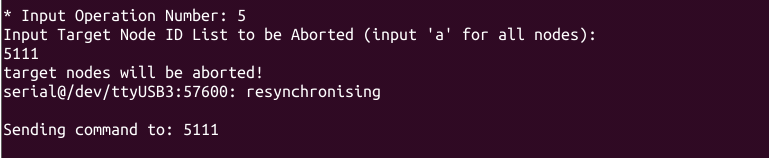 * Input Operation Number: 5
Input Target Node ID List to be Aborted (input 'a' for all nodes):
5111
target nodes will be aborted!
serial@/dev/ttyUSB3:57600: resynchronising
Sending command to: 5111